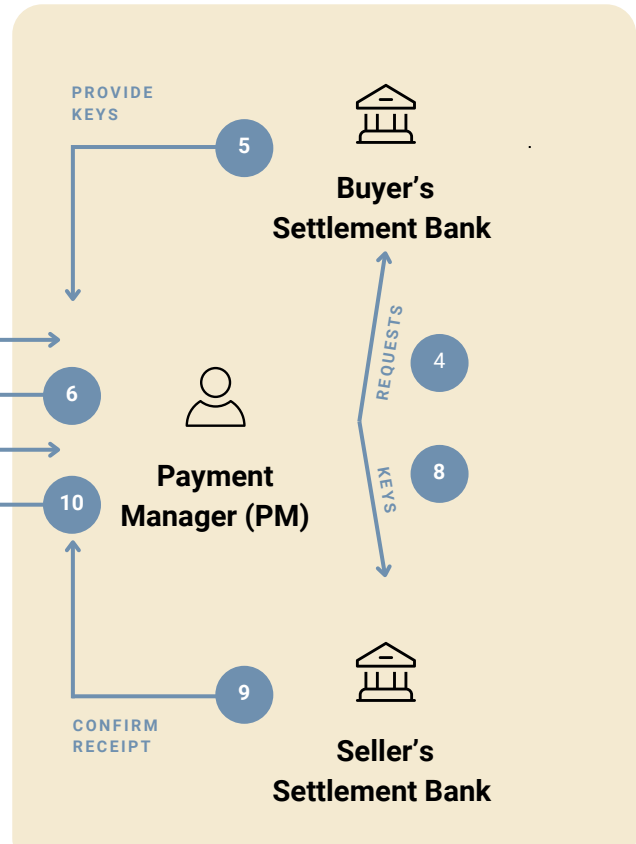 PROVIDE
KEYS
5
Buyer’s
Settlement Bank
REQUESTS
4
6
Payment
Manager (PM)
KEYS
8
10
9
CONFIRM
RECEIPT
Seller’s
Settlement Bank